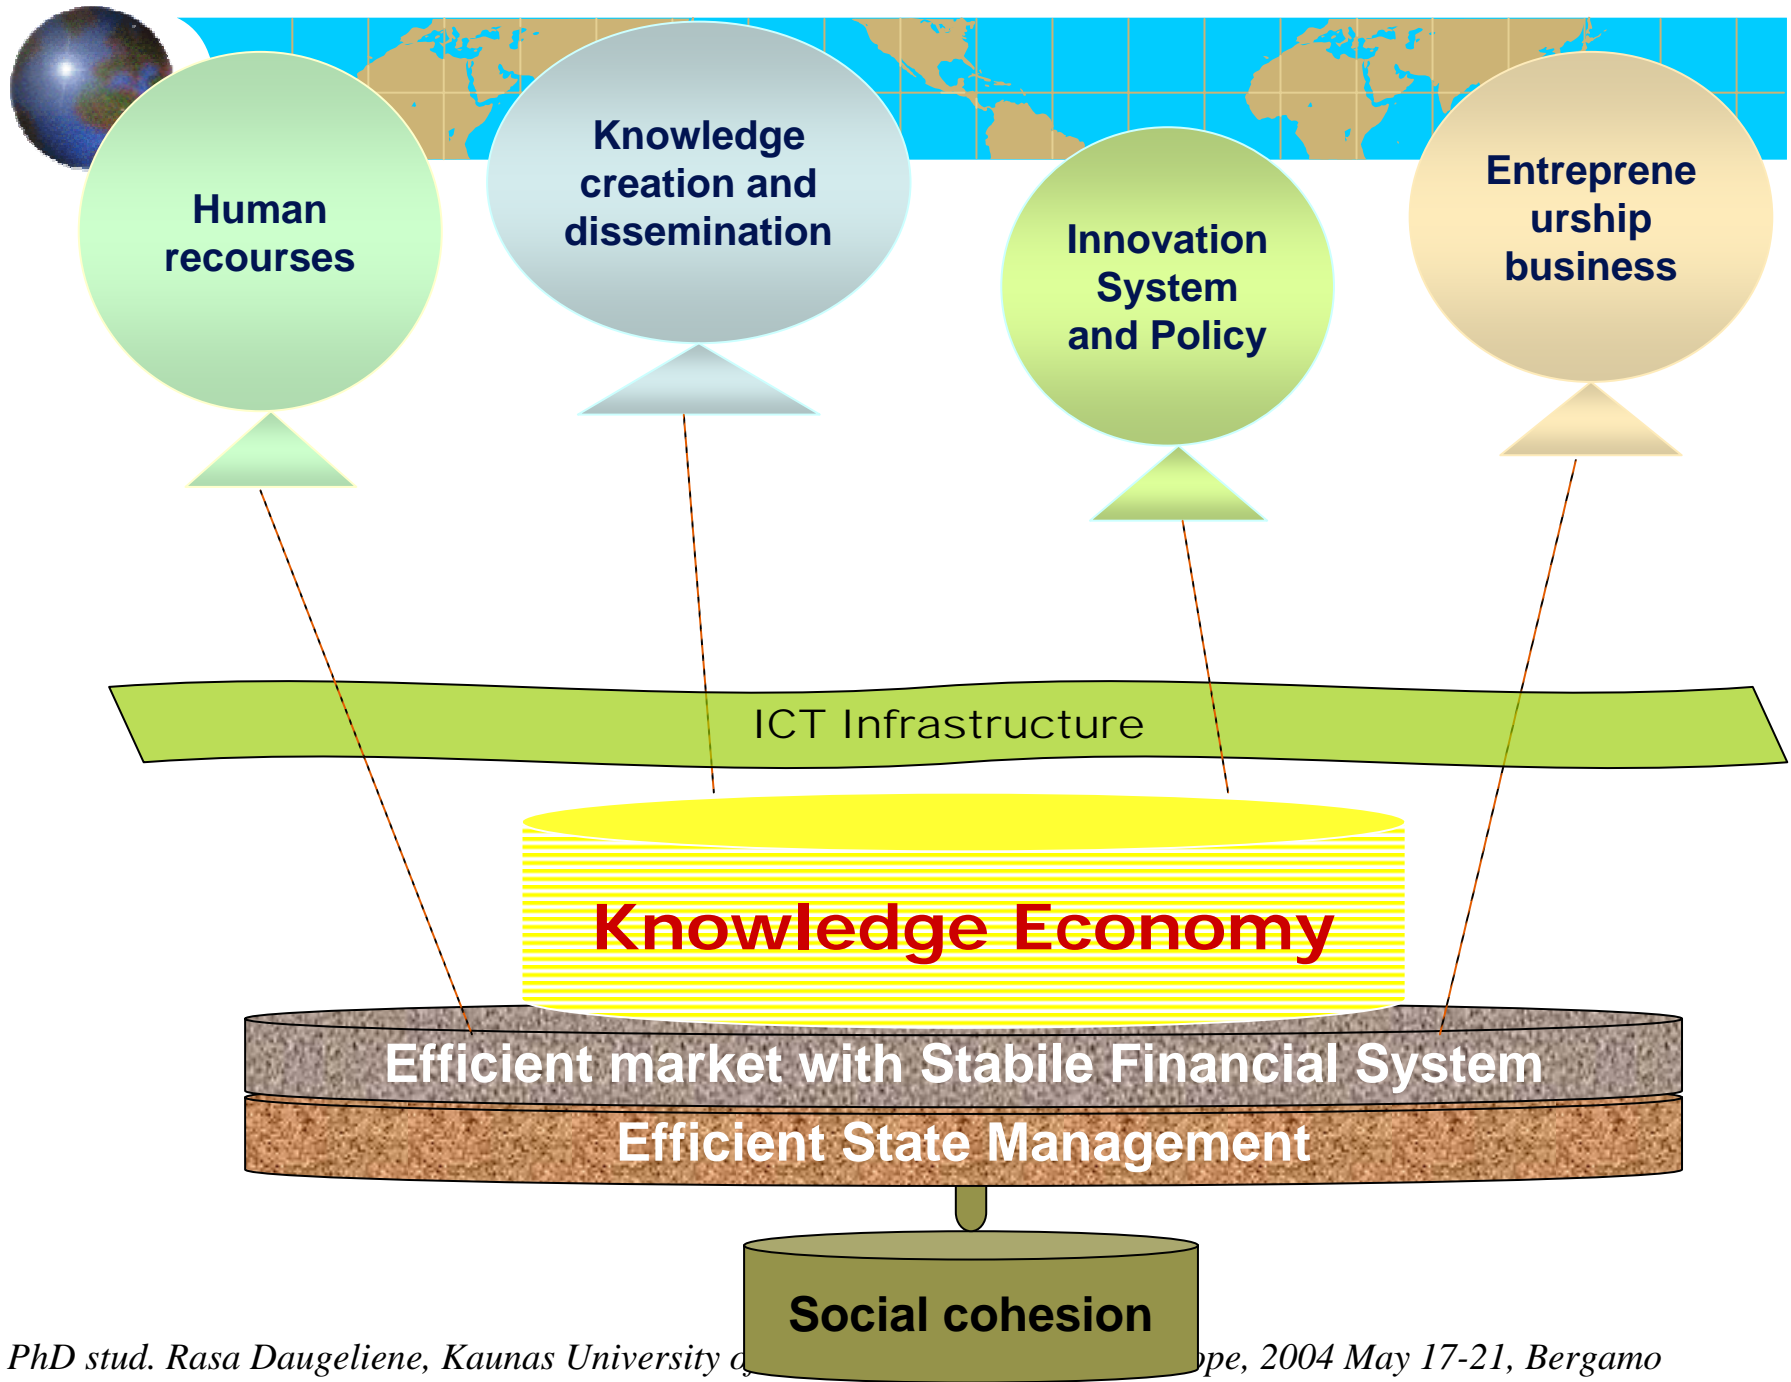 Human
recourses
Knowledge
creation and
dissemination
Innovation
System
and Policy
Entreprene
urship
business
ICT Infrastructure
Knowledge Economy
Efficient market with Stabile Financial System
Efficient State Management
Social cohesion
PhD stud. Rasa Daugeliene, Kaunas University 2004 May 17-21, Bergamo